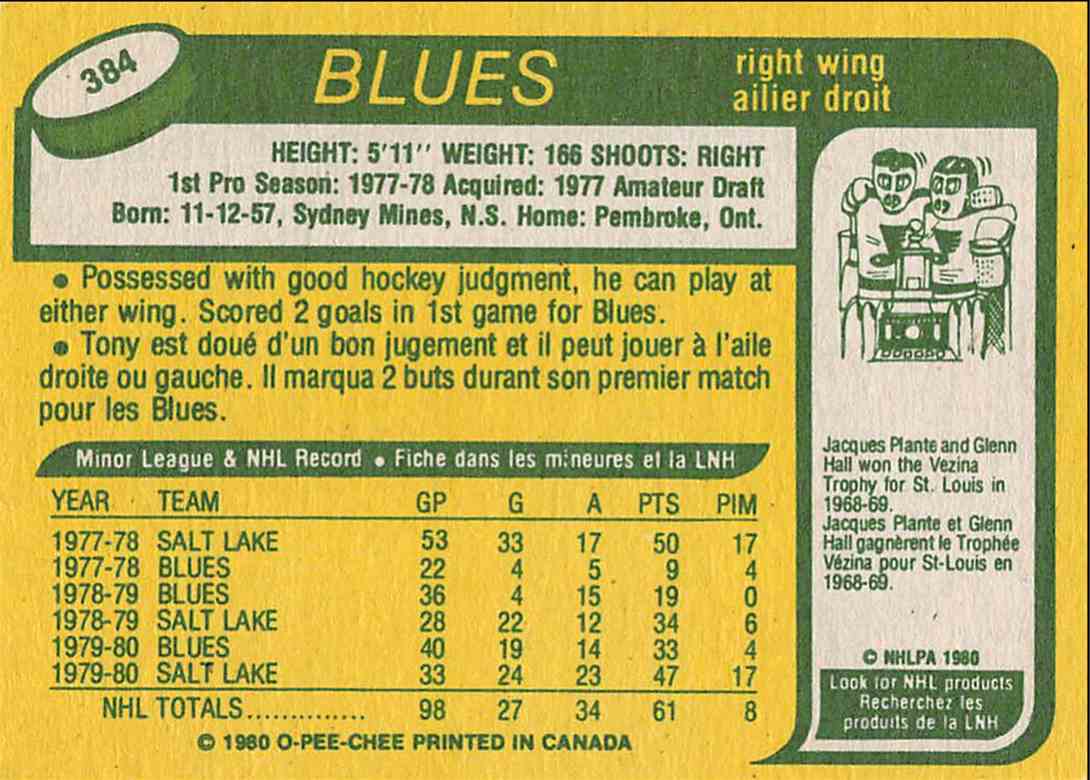 384
BLUES
right wing
ailier droit
HEIGHT: 5'11'' WEIGHT: 166 SHOOTS: RIGHT
1st Pro Season: 1977-78 Acquired: 1977 Amateur Draft
Born: 11-12-57, Sydney Mines, N.S. Home: Pembroke, Ont.
● Possessed with good hockey judgment, he can play at
either wing. Scored 2 goals in 1st game for Blues.
● Tony est doué d'un bon jugement et il peut jouer à l'aile
droite ou gauche. Il marqua 2 buts durant son premier match
pour les Blues.
Minor League & NHL Record ● Fiche dans les mineures et la LNH
YEAR TEAM GP G A PTS PIM
1977-78 SALT LAKE 53 33 17 50 17
1977-78 BLUES 22 4 5 9 4
1978-79 BLUES 36 4 15 19 0
1978-79 SALT LAKE 28 22 12 34 6
1979-80 BLUES 40 19 14 33 4
1979-80 SALT LAKE 33 24 23 47 17
NHL TOTALS.............. 98 27 34 61 8
© 1980 O-PEE-CHEE PRINTED IN CANADA
Jacques Plante and Glenn
Hall won the Vezina
Trophy for St. Louis in
1968-69.
Jacques Plante et Glenn
Hall gagnèrent le Trophée
Vézina pour St-Louis en
1968-69.
© NHLPA 1980
Look for NHL products
Recherchez les
produits de la LNH